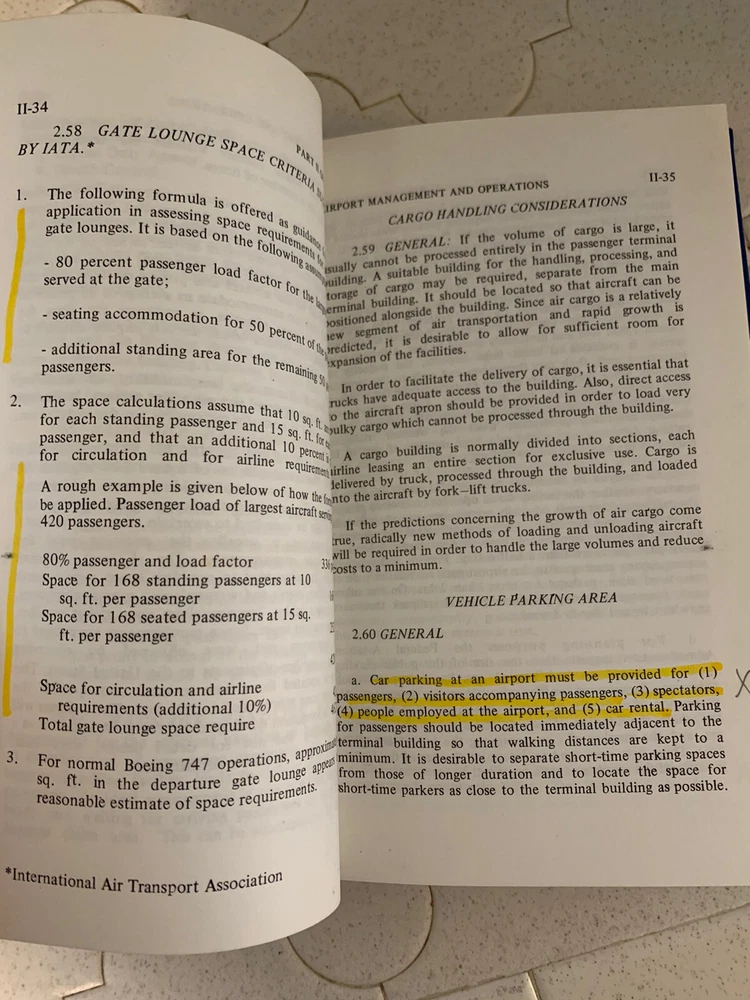 II-34
PART II
2.58 GATE LOUNGE SPACE CRITERIA
BY IATA.*
1. The following formula is offered as guidance
application in assessing space requirements
gate lounges. It is based on the following
- 80 percent passenger load factor for the
served at the gate;
- seating accommodation for 50 percent of the
- additional standing area for the remaining 50
passengers.
2. The space calculations assume that 10 sq. ft.
for each standing passenger and 15 sq. ft. for
passenger, and that an additional 10 percent
for circulation and for airline requirements
A rough example is given below of how the
be applied. Passenger load of largest aircraft
420 passengers.
80% passenger and load factor
Space for 168 standing passengers at 10
sq. ft. per passenger
Space for 168 seated passengers at 15 sq.
ft. per passenger
Space for circulation and airline
requirements (additional 10%)
Total gate lounge space require
3. For normal Boeing 747 operations,
sq. ft. in the departure gate lounge
reasonable estimate of space requirements.
*International Air Transport Association
II-35
AIRPORT MANAGEMENT AND OPERATIONS
CARGO HANDLING CONSIDERATIONS
2.59 GENERAL: If the volume of cargo is large, it
usually cannot be processed entirely in the passenger terminal
building. A suitable building for the handling, processing, and
storage of cargo may be required, separate from the main
terminal building. It should be located so that aircraft can be
positioned alongside the building. Since air cargo is a relatively
new segment of air transportation and rapid growth is
predicted, it is desirable to allow for sufficient room for
expansion of the facilities.
In order to facilitate the delivery of cargo, it is essential that
trucks have adequate access to the building. Also, direct access
to the aircraft apron should be provided in order to load very
bulky cargo which cannot be processed through the building.
A cargo building is normally divided into sections, each
airline leasing an entire section for exclusive use. Cargo is
delivered by truck, processed through the building, and loaded
into the aircraft by fork-lift trucks.
If the predictions concerning the growth of air cargo come
true, radically new methods of loading and unloading aircraft
will be required in order to handle the large volumes and reduce
costs to a minimum.
VEHICLE PARKING AREA
2.60 GENERAL
a. Car parking at an airport must be provided for (1)
passengers, (2) visitors accompanying passengers, (3) spectators,
(4) people employed at the airport, and (5) car rental. Parking
for passengers should be located immediately adjacent to the
terminal building so that walking distances are kept to a
minimum. It is desirable to separate short-time parking spaces
from those of longer duration and to locate the space for
short-time parkers as close to the terminal building as possible.
X